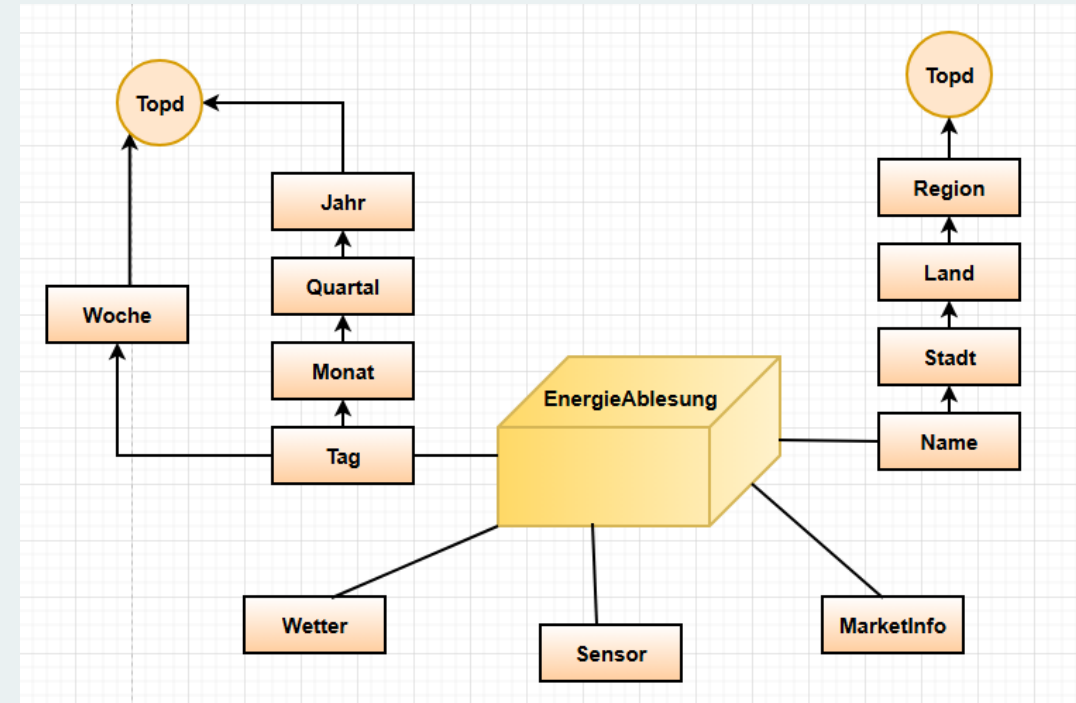 Topd
Topd
Jahr
Region
Quartal
Land
Woche
Monat
Stadt
EnergieAblesung
Tag
Name
Wetter
Sensor
MarketInfo